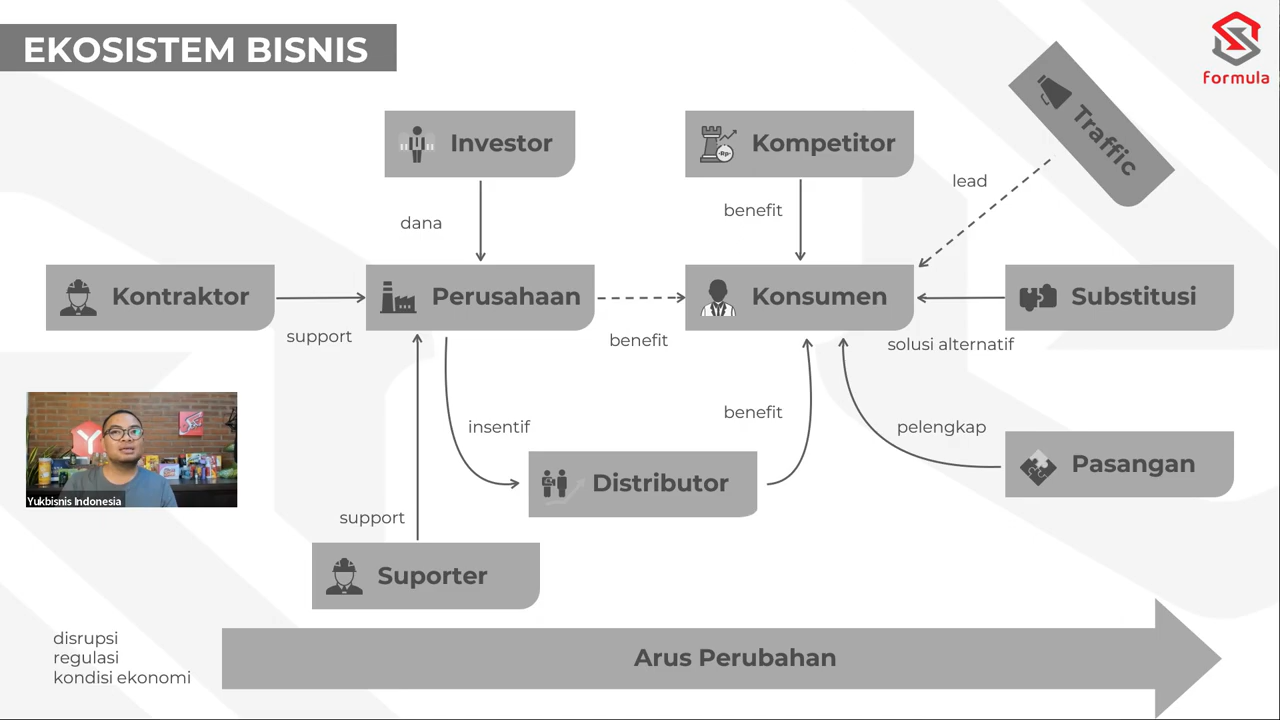 EKOSISTEM BISNIS
formula
Investor
Kompetitor
Traffic
dana
benefit
lead
Kontraktor
Perusahaan
Konsumen
Substitusi
support
benefit
solusi alternatif
insentif
benefit
pelengkap
Pasangan
Distributor
Yukbisnis Indonesia
support
Suporter
disrupsi
regulasi
kondisi ekonomi
Arus Perubahan